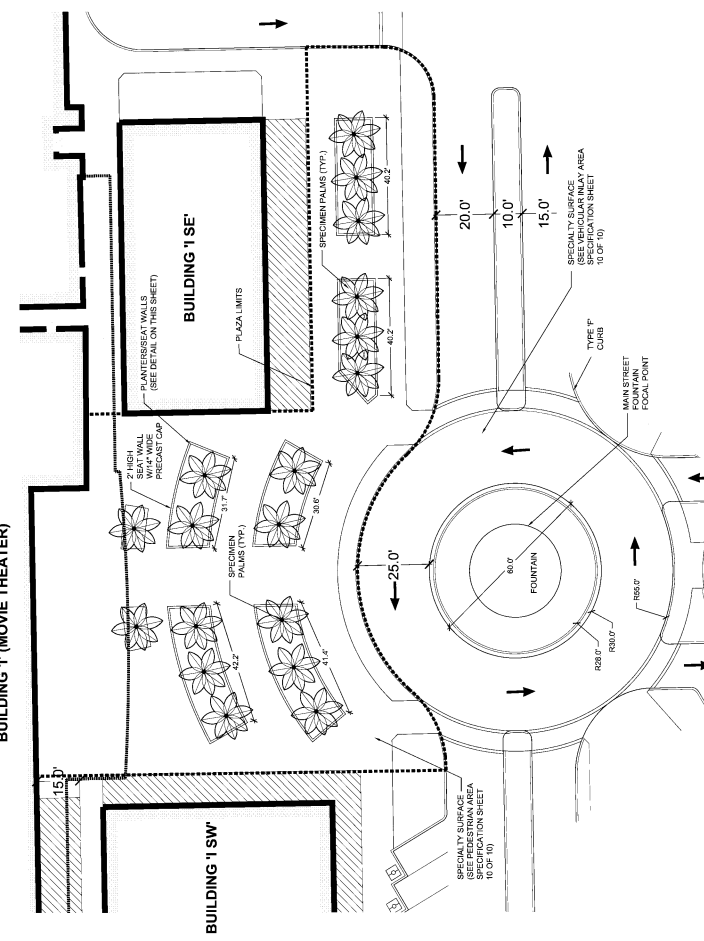 BUILDING 'I' (MOVIE THEATER)
BUILDING 'I SE'
PLANTERS/SEAT WALLS
(SEE DETAIL ON THIS SHEET)
PLAZA LIMITS
SPECIMEN PALMS (TYP.)
40.2'
40.2'
20.0'
10.0'
15.0'
SPECIALTY SURFACE
(SEE VEHICULAR INLAY AREA
SPECIFICATION SHEET
10 OF 10)
TYPE 'F'
CURB
MAIN STREET
FOUNTAIN
FOCAL POINT
2' HIGH
SEAT WALL
W/14" WIDE
PRECAST CAP
31.7'
30.6'
SPECIMEN
PALMS (TYP.)
42.2'
41.4'
25.0'
60.0'
FOUNTAIN
R28.0'
R30.0'
R55.0'
15.0'
BUILDING 'I SW'
SPECIALTY SURFACE
(SEE PEDESTRIAN AREA
SPECIFICATION SHEET
10 OF 10)